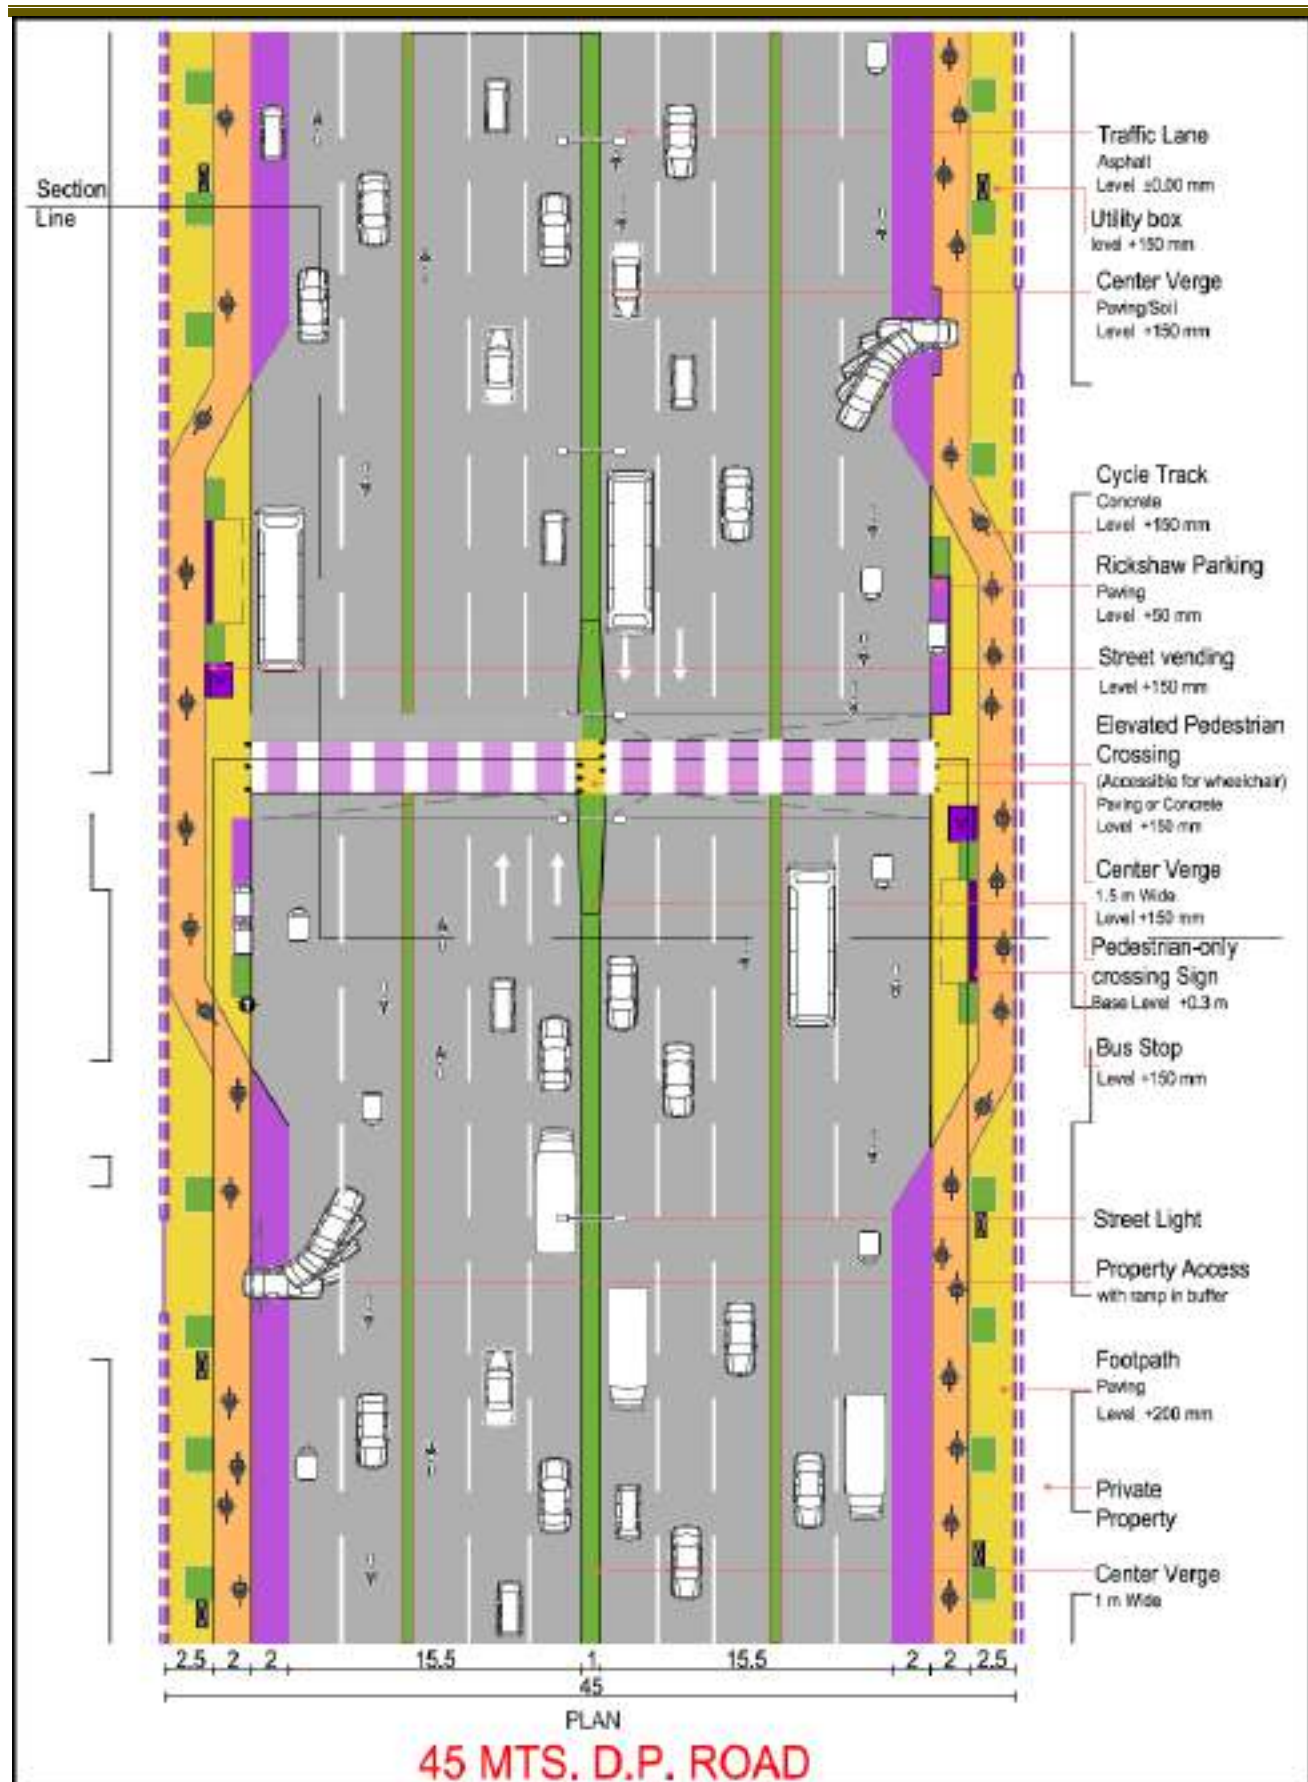 Section
Line
Traffic Lane
Asphalt
Level ±0.00 mm
Utility box
level +150 mm
Center Verge
Paving/Soil
Level +150 mm
Cycle Track
Concrete
Level +150 mm
Rickshaw Parking
Paving
Level +50 mm
Street vending
Level +150 mm
Elevated Pedestrian
Crossing
(Accessible for wheelchair)
Paving or Concrete
Level +150 mm
Center Verge
1.5 m Wide
Level +150 mm
Pedestrian-only
crossing Sign
Base Level +0.3 m
Bus Stop
Level +150 mm
Street Light
Property Access
with ramp in buffer
Footpath
Paving
Level +200 mm
Private
Property
Center Verge
1 m Wide
2.5 2 2 15.5 1 15.5 2 2 2.5
45
PLAN
45 MTS. D.P. ROAD